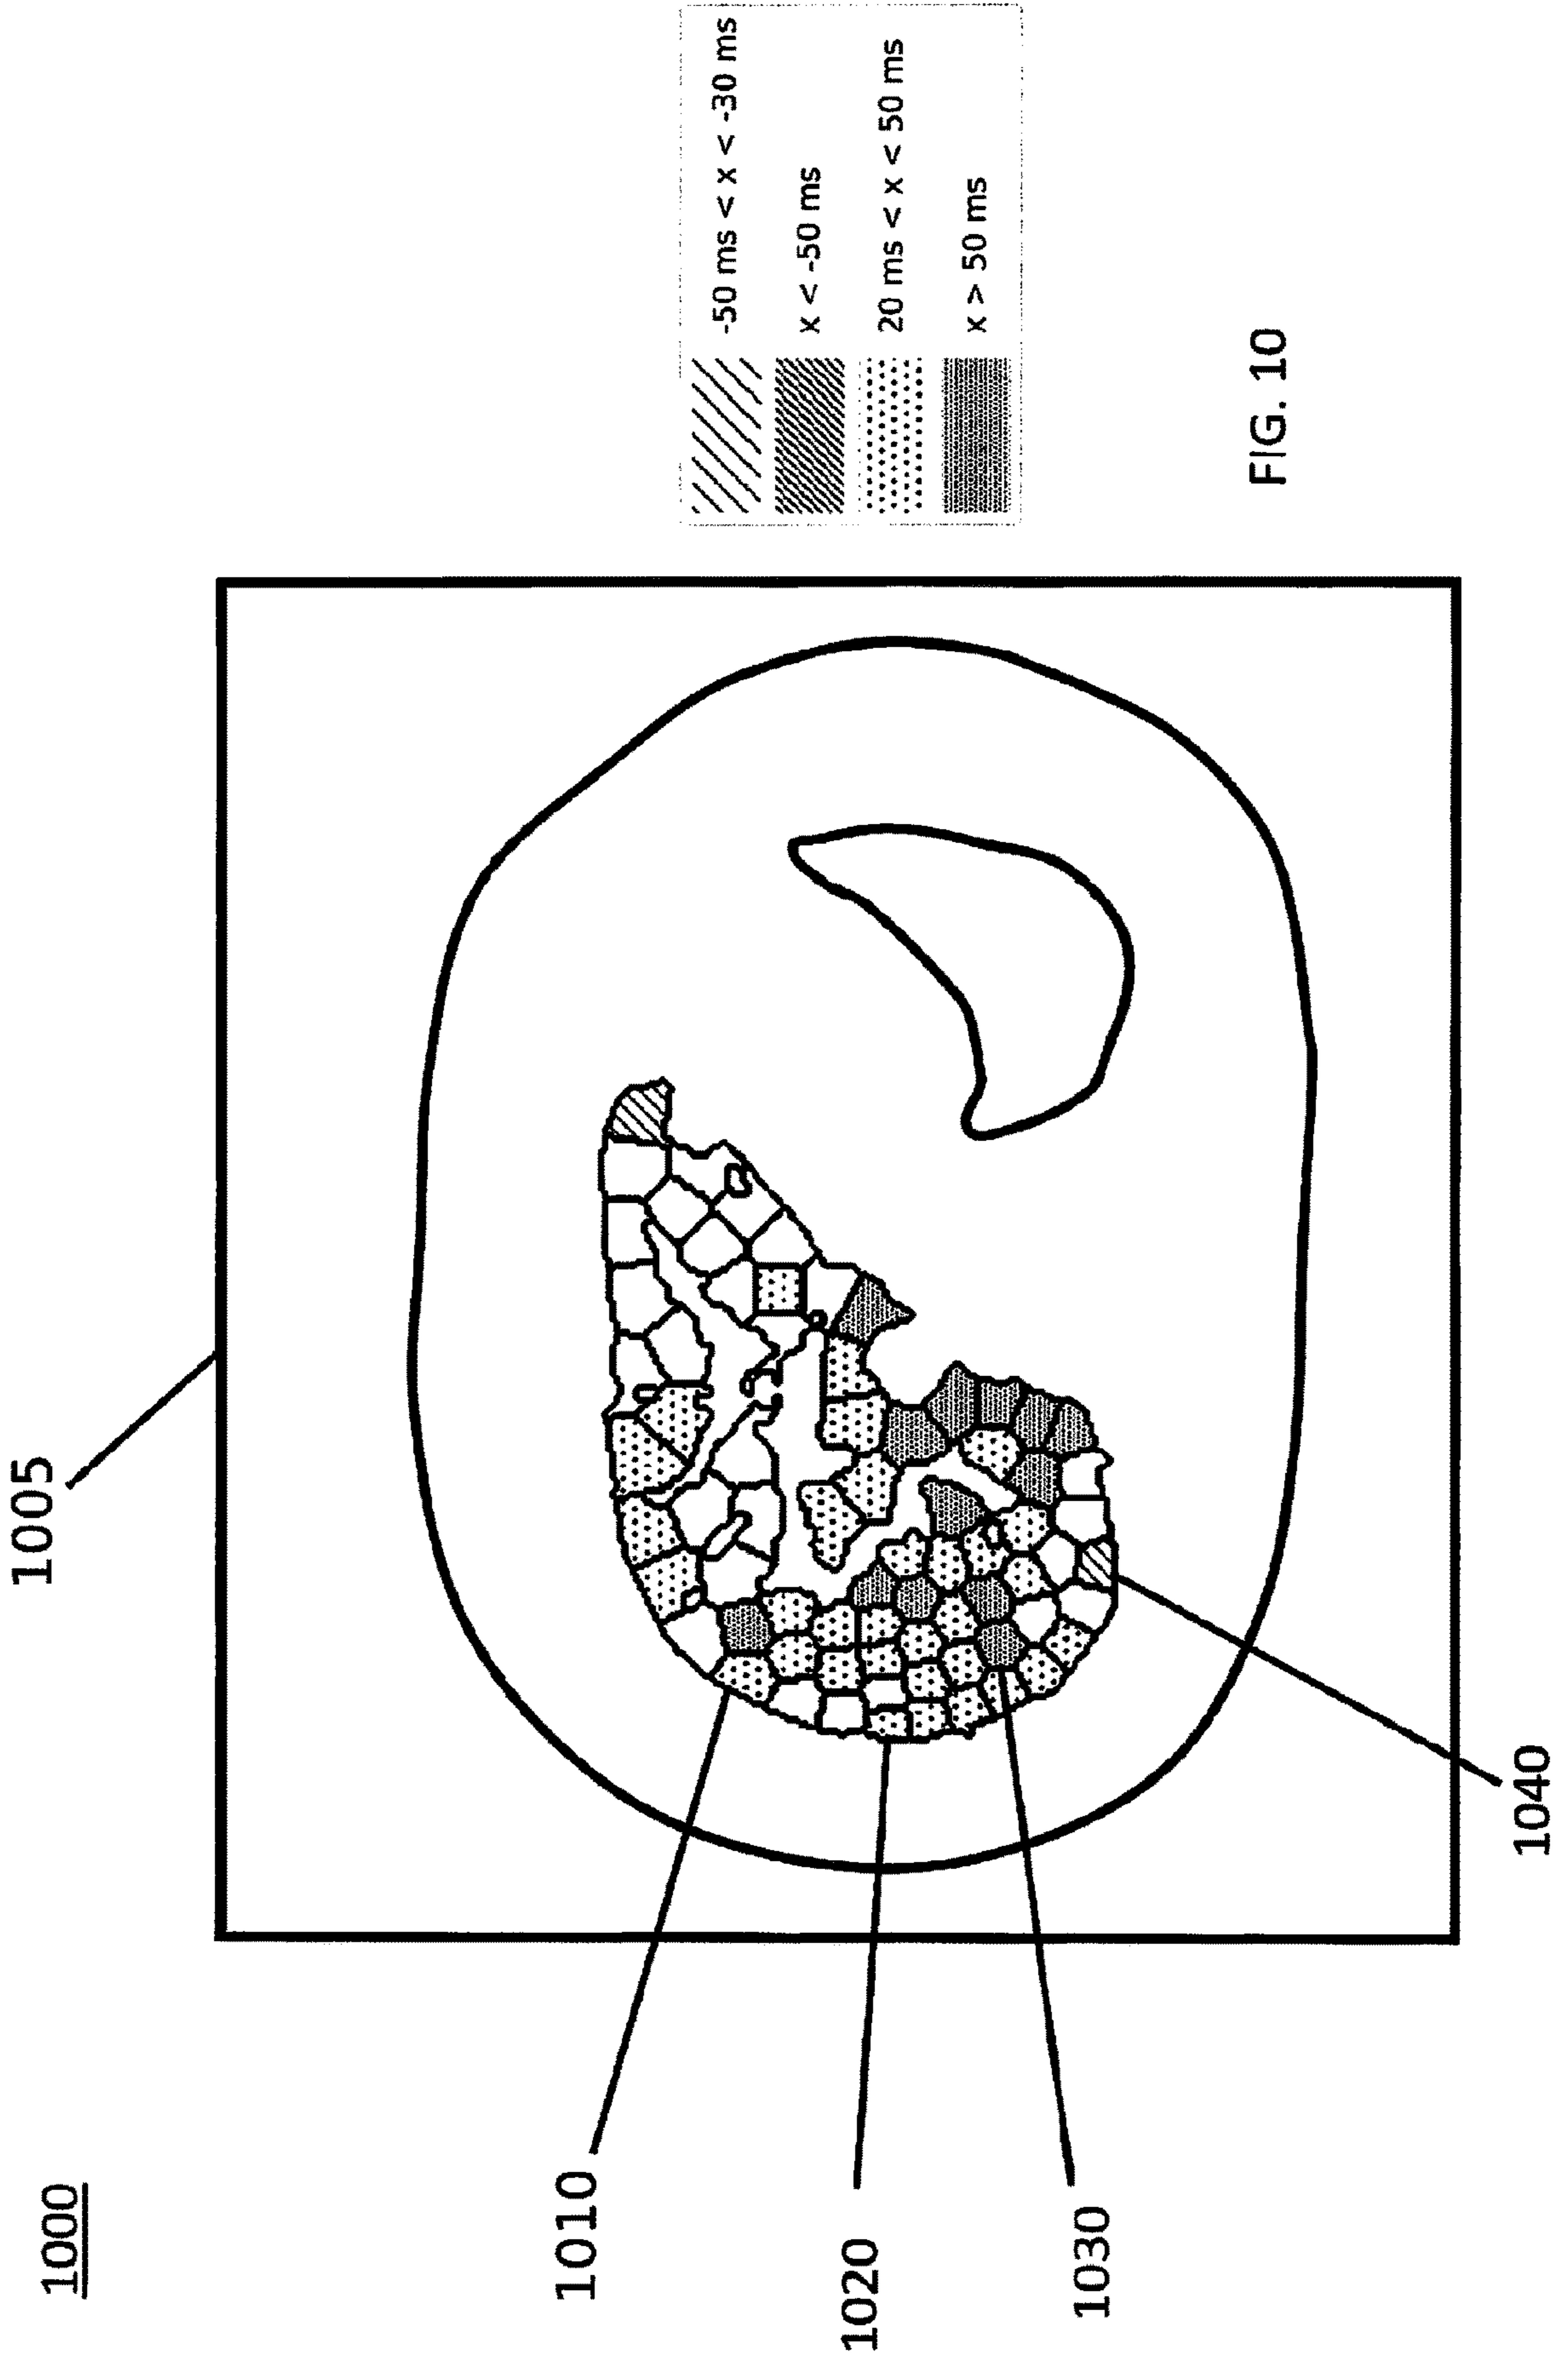 1000
1005
1010
1020
1030
1040
-50 ms < x < -30 ms
x < -50 ms
20 ms < x < 50 ms
x > 50 ms
FIG. 10